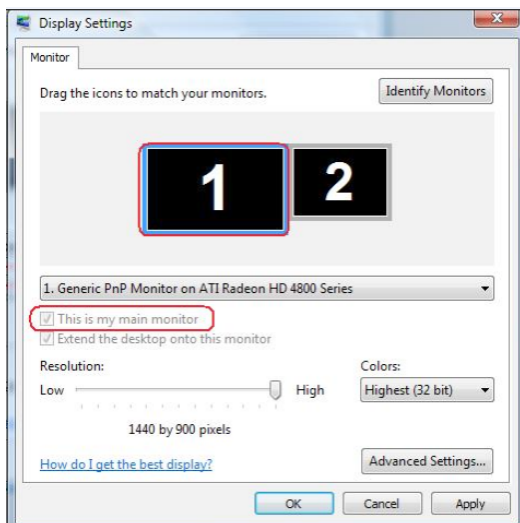 Display Settings
Monitor
Drag the icons to match your monitors.
Identify Monitors
1
2
1. Generic PnP Monitor on ATI Radeon HD 4800 Series
This is my main monitor
Extend the desktop onto this monitor
Resolution:
Colors:
Low
High
Highest (32 bit)
1440 by 900 pixels
How do I get the best display?
Advanced Settings...
OK
Cancel
Apply